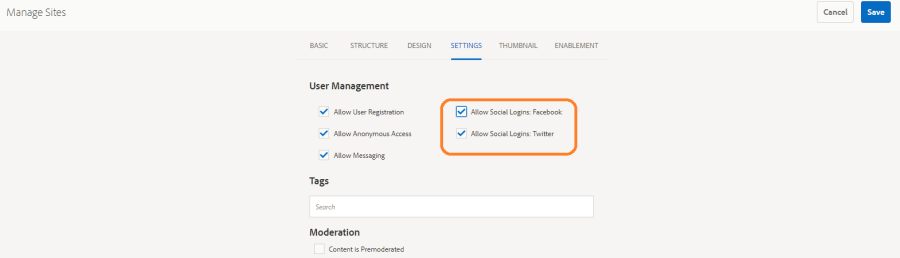 Manage Sites Cancel Save
BASIC STRUCTURE DESIGN SETTINGS THUMBNAIL ENABLEMENT
User Management
Allow User Registration Allow Social Logins: Facebook
Allow Anonymous Access Allow Social Logins: Twitter
Allow Messaging
Tags
Search
Moderation
Content is Premoderated